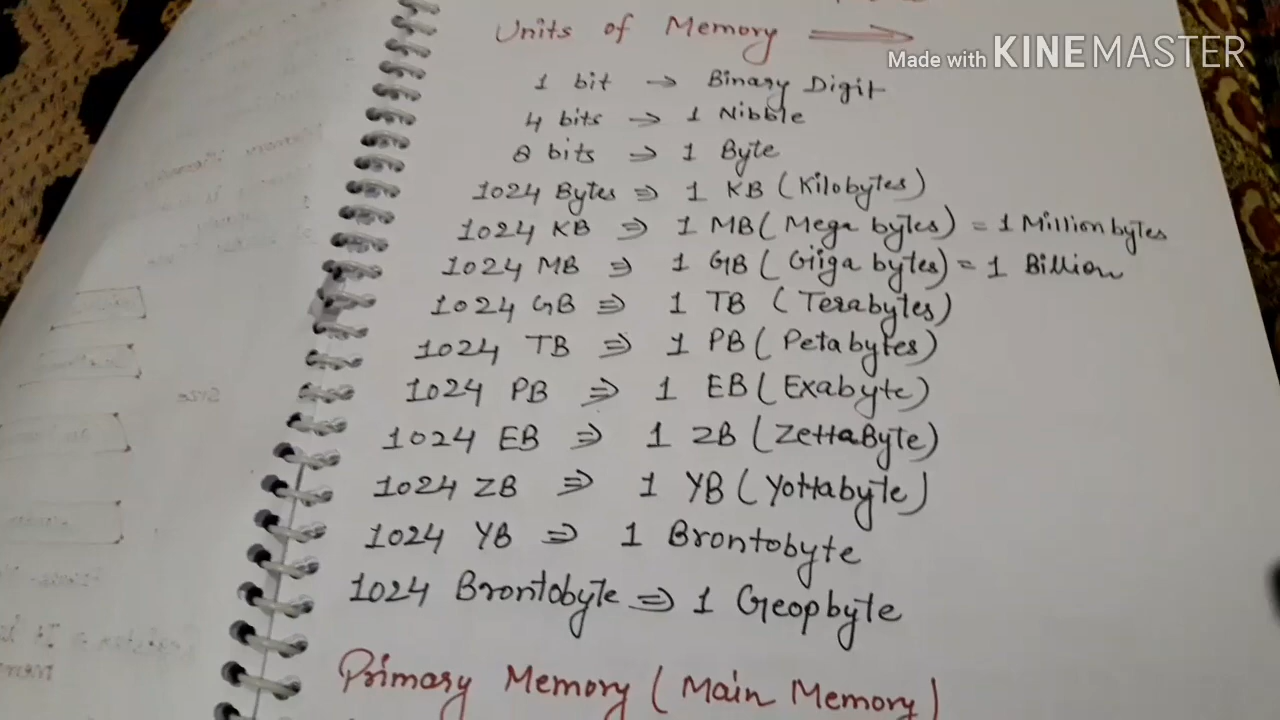 Units of Memory ⟹
Made with KINEMASTER
1 bit → Binary Digit
4 bits → 1 Nibble
8 bits → 1 Byte
1024 Bytes ⇒ 1 KB (Kilobytes)
1024 KB ⇒ 1 MB (Mega bytes) = 1 Million bytes
1024 MB ⇒ 1 GB (Giiga bytes) = 1 Billion
1024 GB ⇒ 1 TB (Terabytes)
1024 TB ⇒ 1 PB (Petabytes)
1024 PB ⇒ 1 EB (Exabyte)
1024 EB ⇒ 1 ZB (ZettaByte)
1024 ZB ⇒ 1 YB (Yottabyte)
1024 YB ⇒ 1 Brontobyte
1024 Brontobyte ⇒ 1 Geopbyte
Primary Memory (Main Memory)
Size